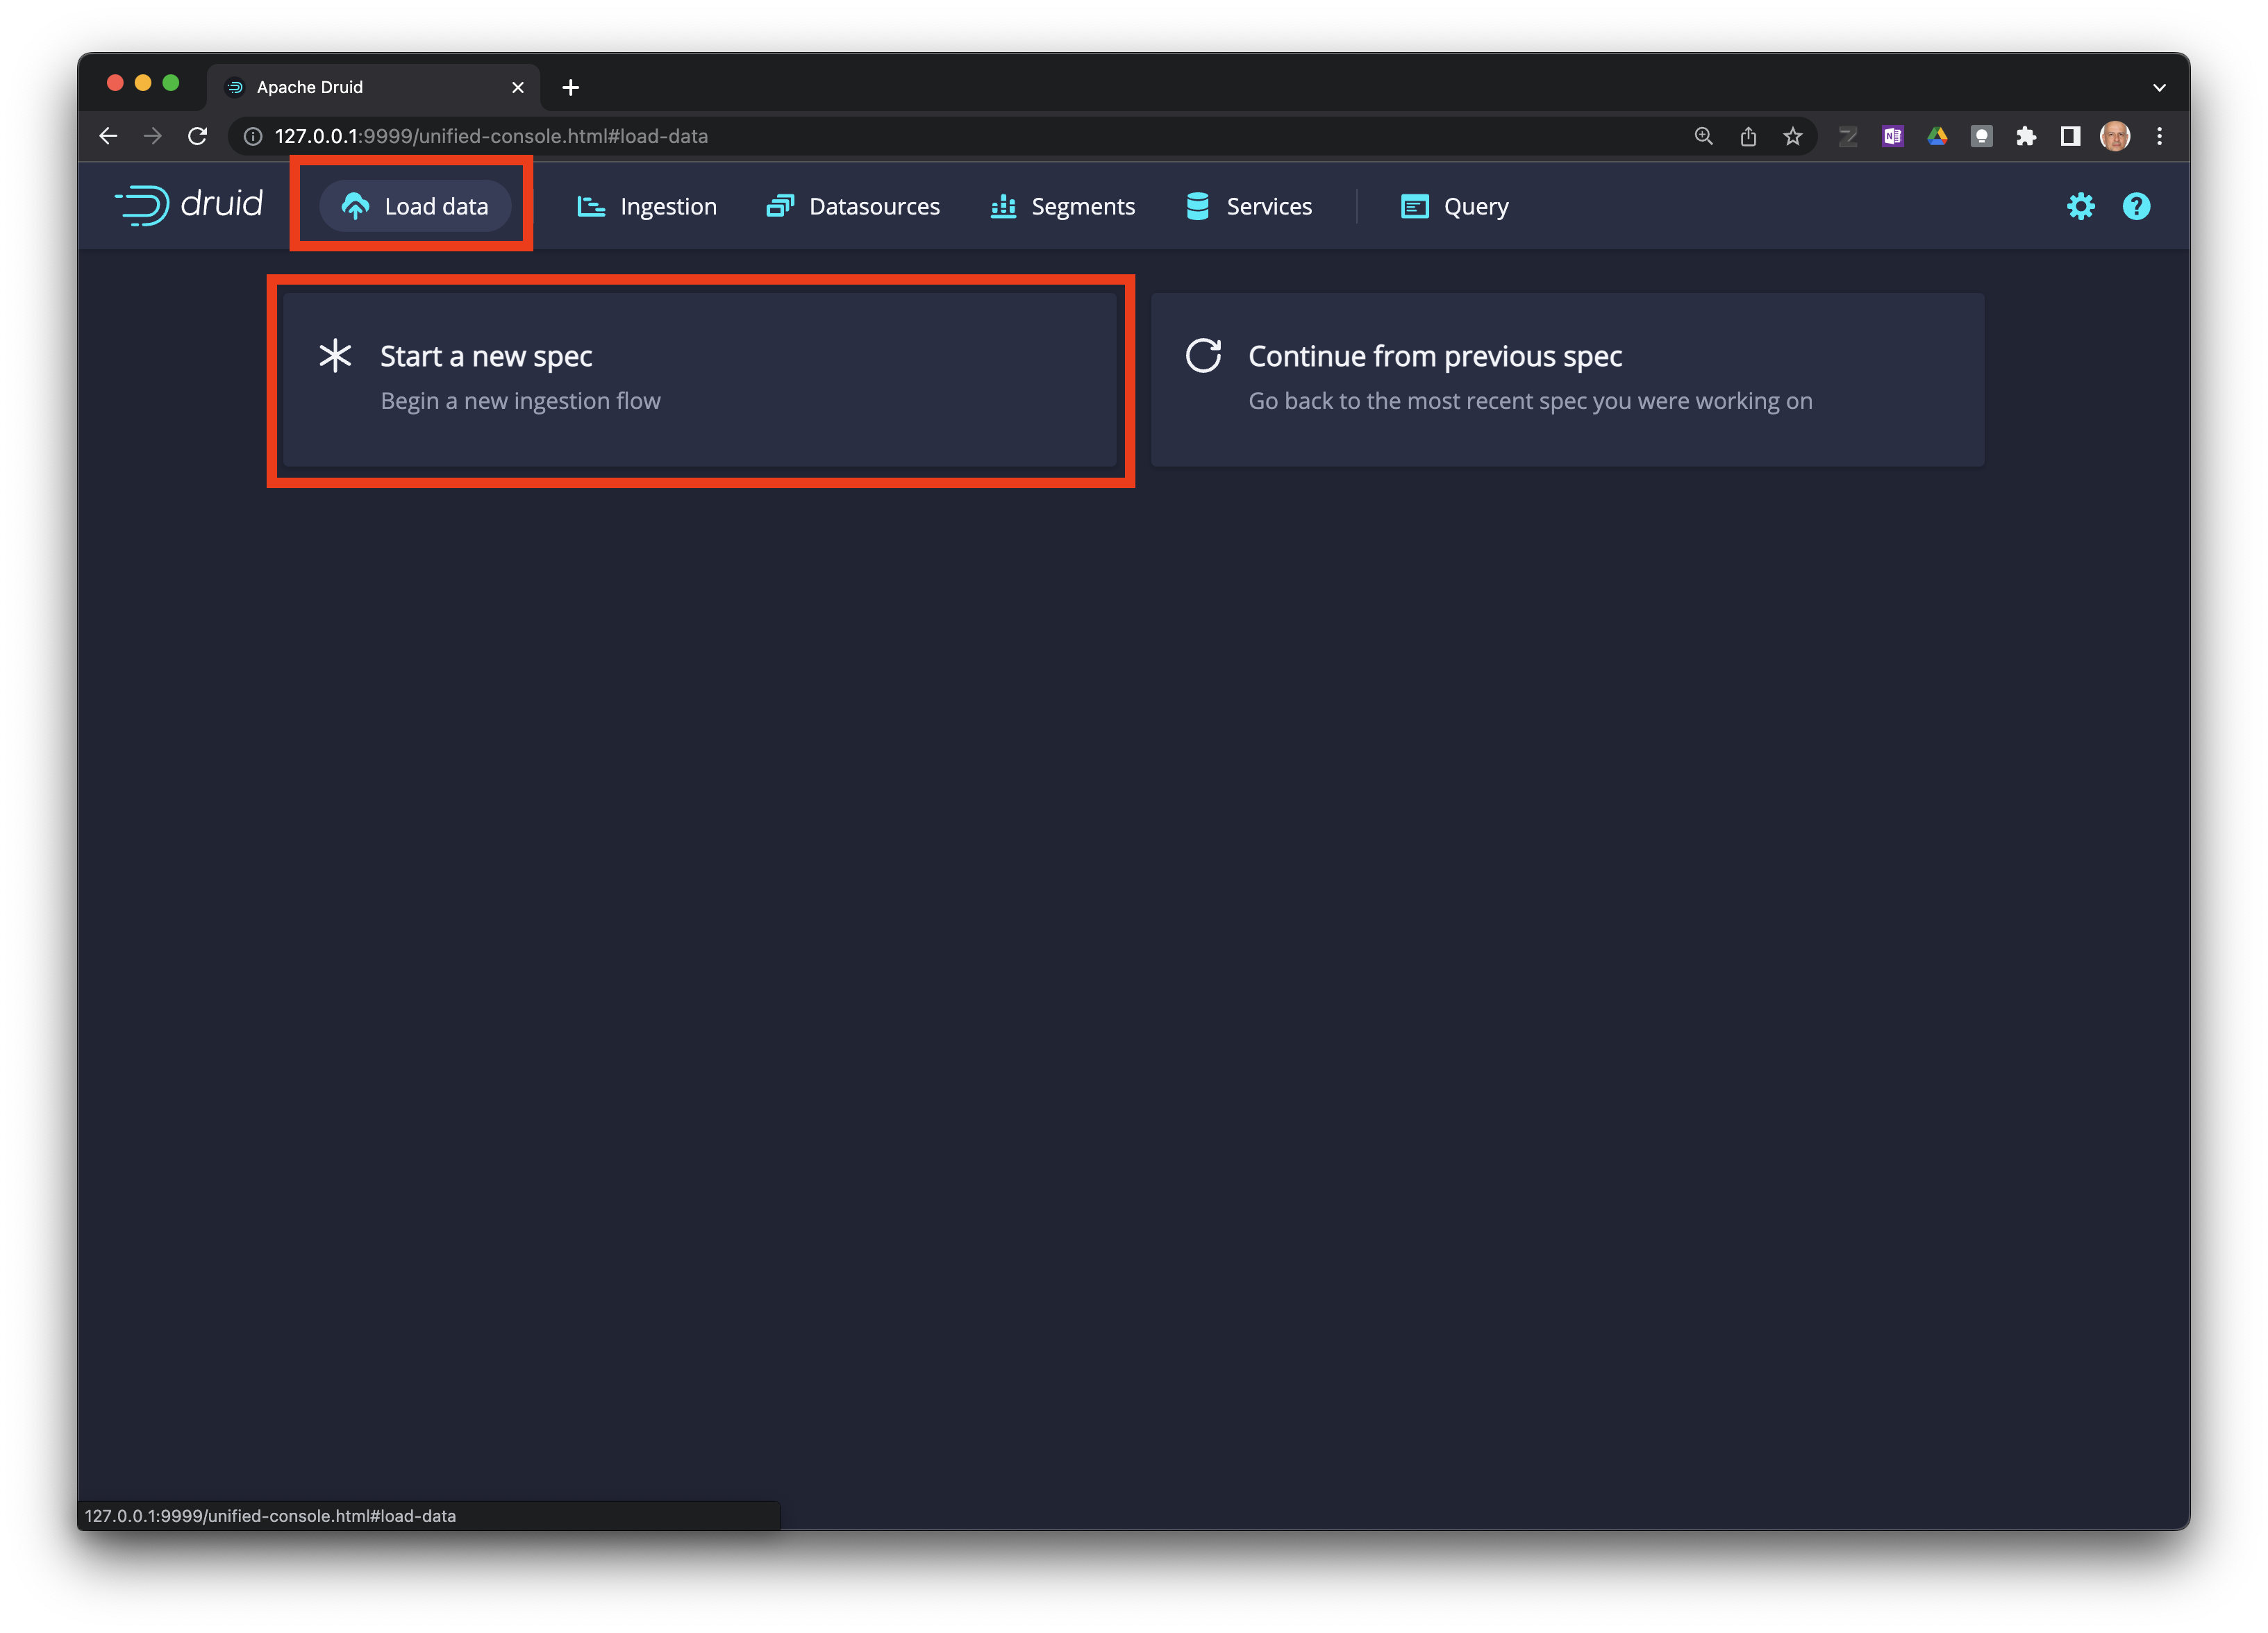 Apache Druid
127.0.0.1:9999/unified-console.html#load-data
druid Load data Ingestion Datasources Segments Services Query
Start a new spec
Begin a new ingestion flow
Continue from previous spec
Go back to the most recent spec you were working on
127.0.0.1:9999/unified-console.html#load-data